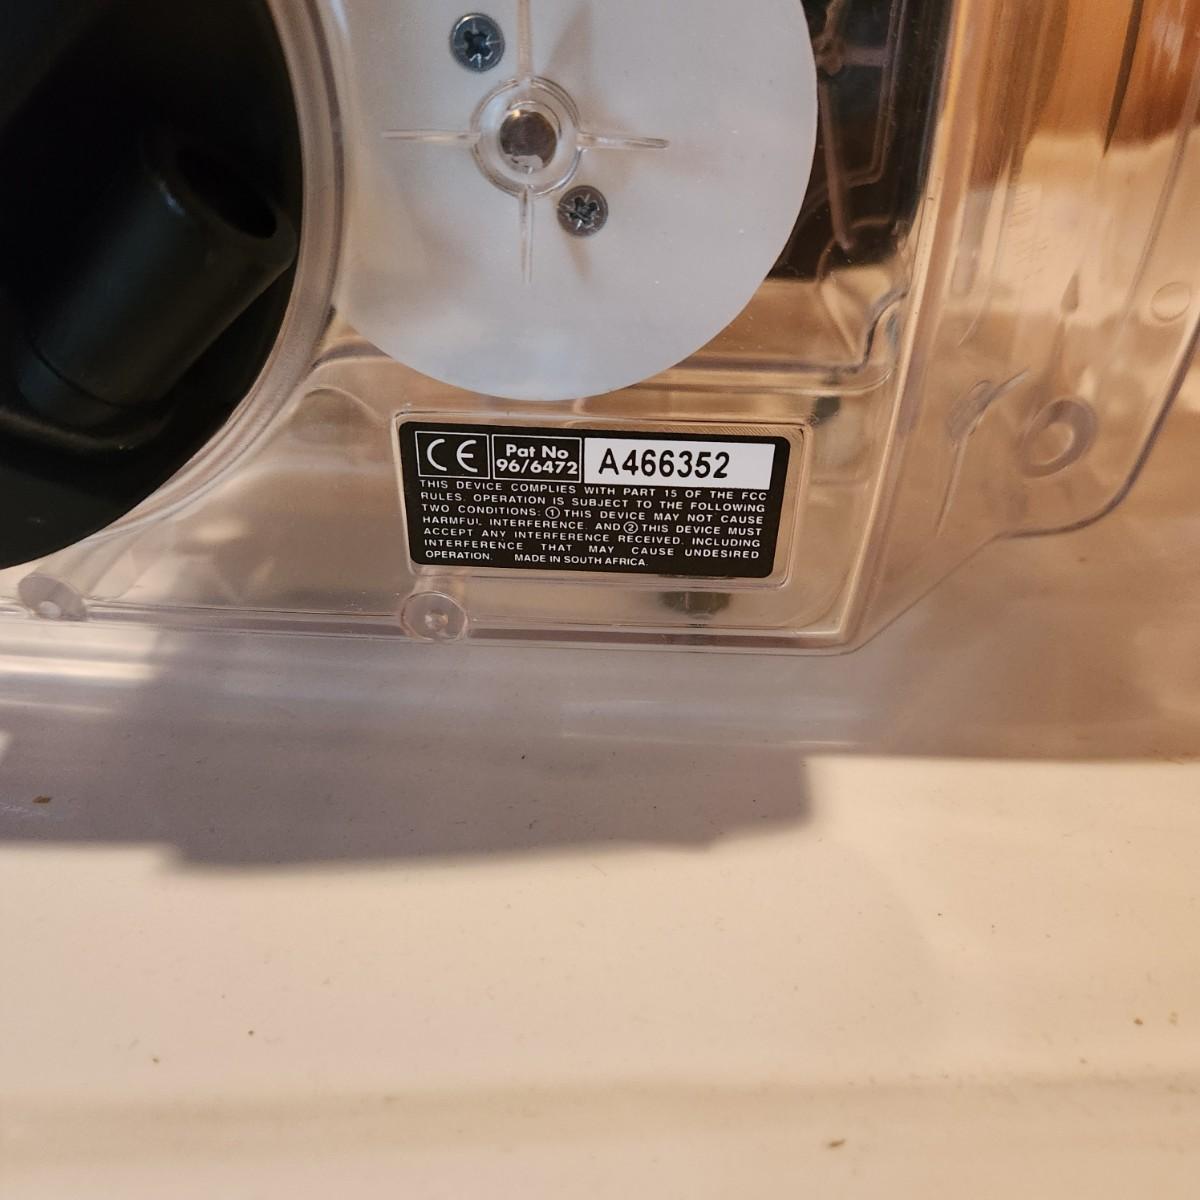 CE Pat No A466352
96/6472
THIS DEVICE COMPLIES WITH PART 15 OF THE FCC
RULES. OPERATION IS SUBJECT TO THE FOLLOWING
TWO CONDITIONS: ① THIS DEVICE MAY NOT CAUSE
HARMFUL INTERFERENCE. AND ② THIS DEVICE MUST
ACCEPT ANY INTERFERENCE RECEIVED. INCLUDING
INTERFERENCE THAT MAY CAUSE UNDESIRED
OPERATION. MADE IN SOUTH AFRICA.